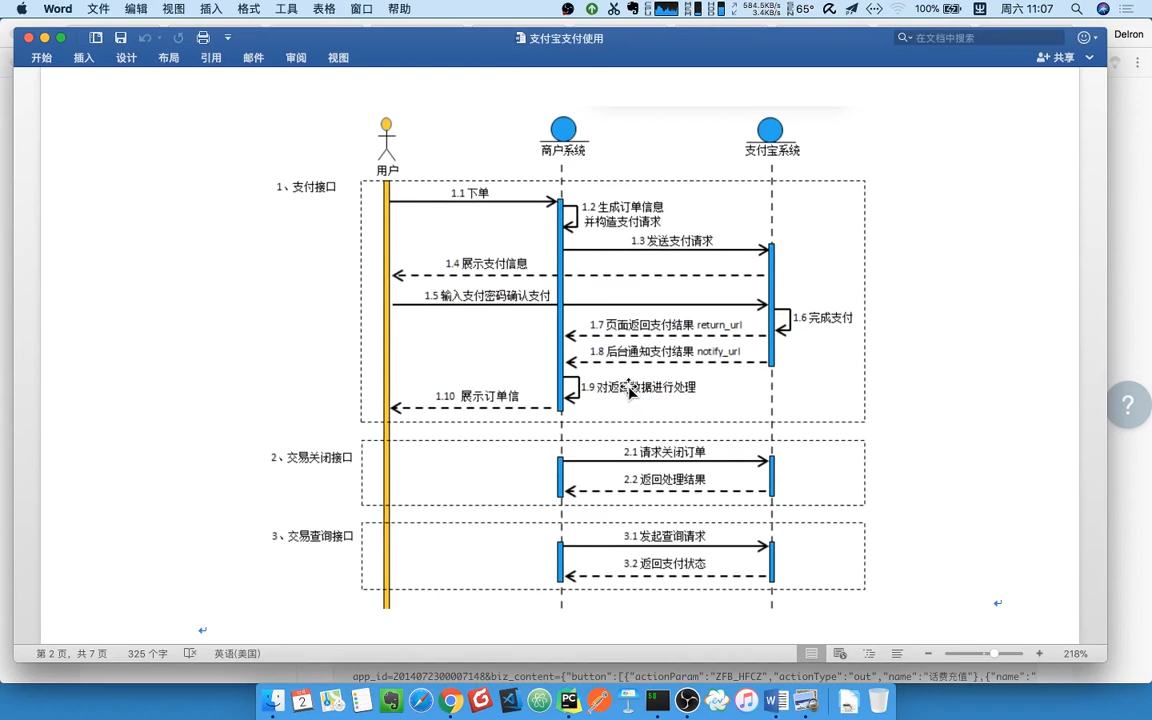 Word 文件 编辑 视图 插入 格式 工具 表格 窗口 帮助
584.5KB/s
3.4KB/s
65°
100%
周六 11:07
支付宝支付使用
在文档中搜索
Delron
开始 插入 设计 布局 引用 邮件 审阅 视图
共享
用户
商户系统
支付宝系统
1、支付接口
1.1 下单
1.2 生成订单信息
并构造支付请求
1.3 发送支付请求
1.4 展示支付信息
1.5 输入支付密码确认支付
1.6 完成支付
1.7 页面返回支付结果 return_url
1.8 后台通知支付结果 notify_url
1.9 对返回数据进行处理
1.10 展示订单信
2、交易关闭接口
2.1 请求关闭订单
2.2 返回处理结果
3、交易查询接口
3.1 发起查询请求
3.2 返回支付状态
?
第 2 页，共 7 页 325 个字 英语(美国)
218%
app_id=2014072300007148&biz_content={"button":[{"actionParam":"ZFB_HFCZ","actionType":"out","name":"话费充值"},{"name":"